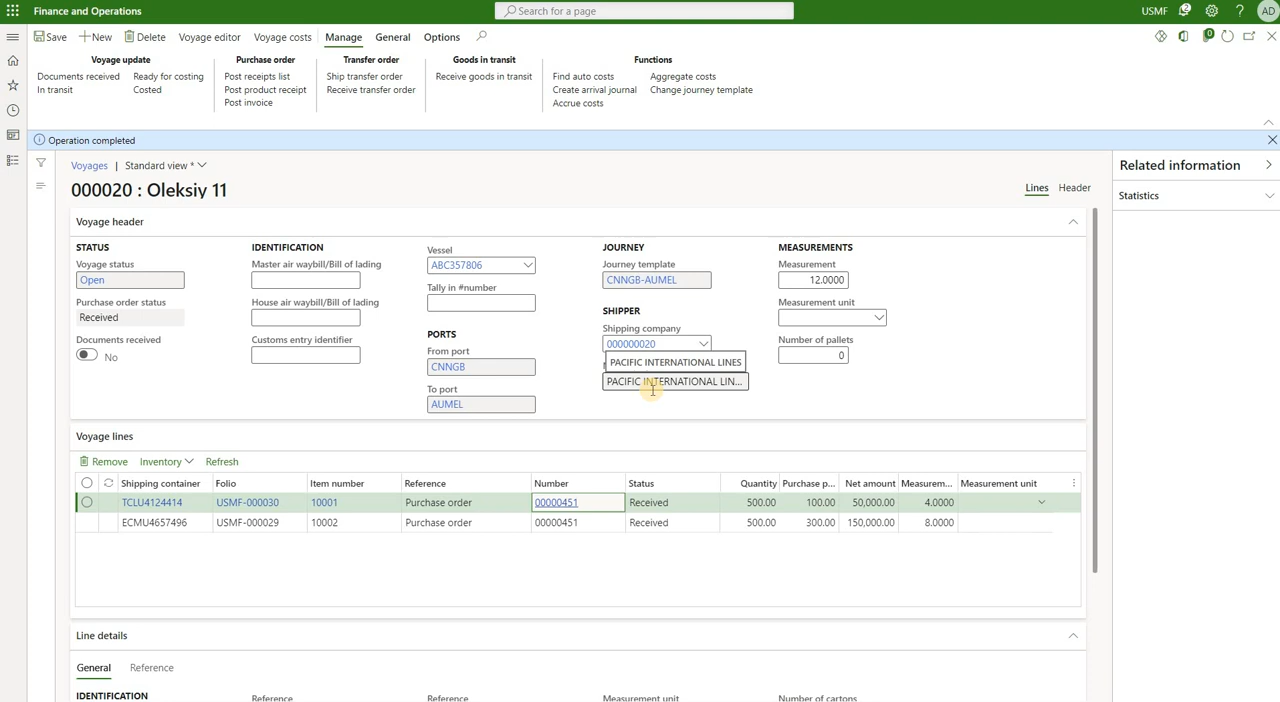 Finance and Operations
Search for a page
USMF
2
?
AD
Save
New
Delete
Voyage editor
Voyage costs
Manage
General
Options
0
Voyage update
Purchase order
Transfer order
Goods in transit
Functions
Documents received
Ready for costing
Post receipts list
Ship transfer order
Receive goods in transit
Find auto costs
Aggregate costs
In transit
Costed
Post product receipt
Receive transfer order
Create arrival journal
Change journey template
Post invoice
Accrue costs
Operation completed
Voyages | Standard view *
000020 : Oleksiy 11
Lines
Header
Related information
Statistics
Voyage header
STATUS
Voyage status
Open
Purchase order status
Received
Documents received
No
IDENTIFICATION
Master air waybill/Bill of lading
House air waybill/Bill of lading
Customs entry identifier
Vessel
ABC357806
Tally in #number
PORTS
From port
CNNGB
To port
AUMEL
JOURNEY
Journey template
CNNGB-AUMEL
SHIPPER
Shipping company
000000020
PACIFIC INTERNATIONAL LINES
PACIFIC INTERNATIONAL LIN...
MEASUREMENTS
Measurement
12.0000
Measurement unit
Number of pallets
0
Voyage lines
Remove
Inventory
Refresh
Shipping container
Folio
Item number
Reference
Number
Status
Quantity
Purchase p...
Net amount
Measurem...
Measurement unit
TCLU4124414
USMF-000030
10001
Purchase order
00000451
Received
500.00
100.00
50,000.00
4.0000
ECMU4657496
USMF-000029
10002
Purchase order
00000451
Received
500.00
300.00
150,000.00
8.0000
Line details
General
Reference
IDENTIFICATION
Reference
Reference
Measurement unit
Number of cartons